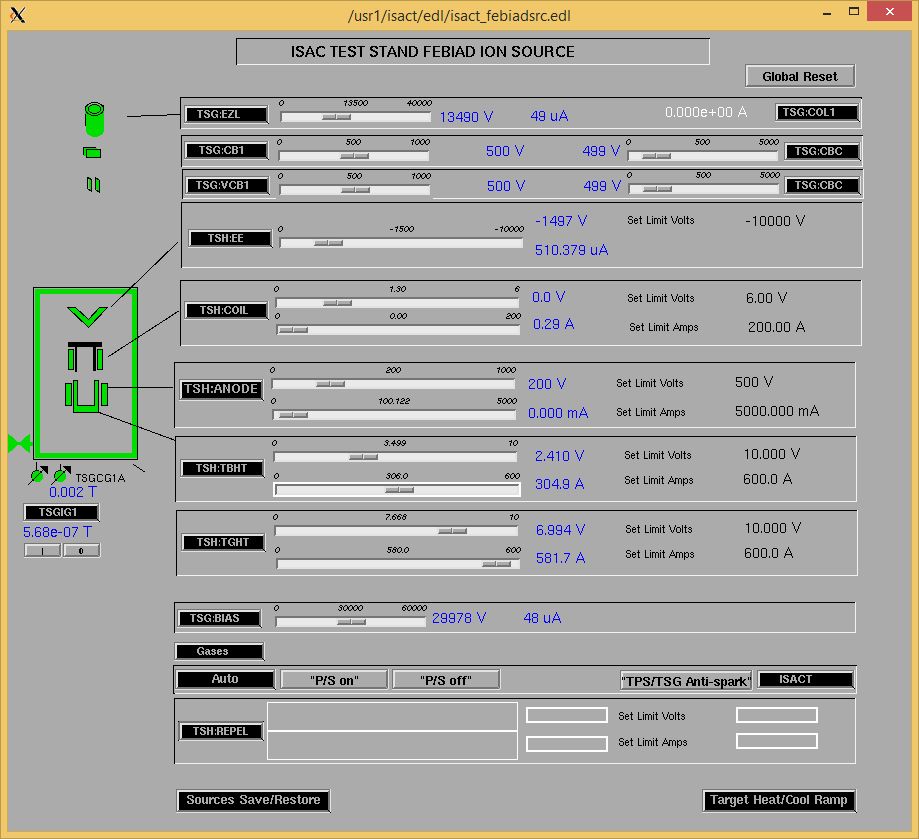 /usr1/isact/edl/isact_febiadsrc.edl
ISAC TEST STAND FEBIAD ION SOURCE
Global Reset
TSG:EZL 0 13500 40000 13490 V 49 uA 0.000e+00 A TSG:COL1
TSG:CB1 0 500 1000 500 V 499 V 0 500 5000 TSG:CBC
TSG:VCB1 0 500 1000 500 V 499 V 0 500 5000 TSG:CBC
-1497 V Set Limit Volts -10000 V
TSH:EE 0 -1500 -10000
510.379 uA
0 1.30 6 0.0 V Set Limit Volts 6.00 V
TSH:COIL
0 0.00 200 0.29 A Set Limit Amps 200.00 A
0 200 1000 200 V Set Limit Volts 500 V
TSH:ANODE
0 100.122 5000 0.000 mA Set Limit Amps 5000.000 mA
0 3.499 10 2.410 V Set Limit Volts 10.000 V
TSH:TBHT
0 306.0 600 304.9 A Set Limit Amps 600.0 A
TSGCG1A
0.002 T
TSGIG1
5.68e-07 T
I 0
0 7.668 10 6.994 V Set Limit Volts 10.000 V
TSH:TGHT
0 580.0 600 581.7 A Set Limit Amps 600.0 A
TSG:BIAS 0 30000 60000 29978 V 48 uA
Gases
Auto "P/S on" "P/S off" "TPS/TSG Anti-spark" ISACT
Set Limit Volts
TSH:REPEL
Set Limit Amps
Sources Save/Restore Target Heat/Cool Ramp